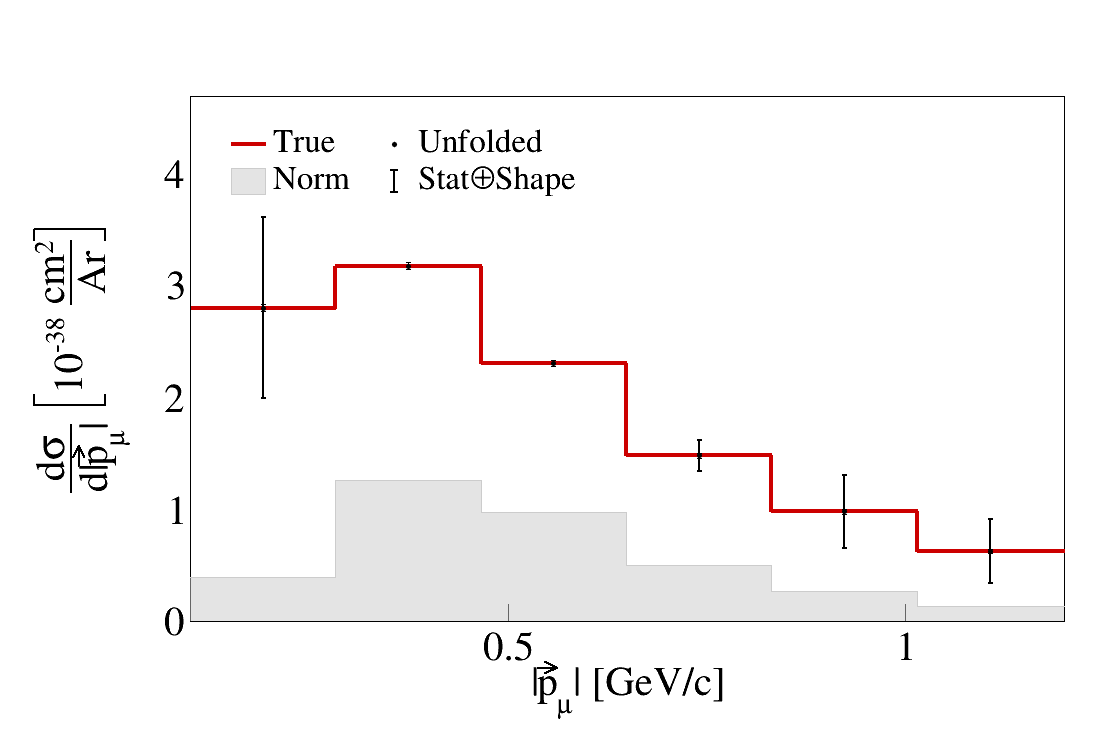 True
Unfolded
Norm
Stat⊕Shape
4
3
2
1
0
0.5
1
dσ/d|p⃗μ| [10⁻³⁸ cm²/Ar]
|p⃗μ| [GeV/c]